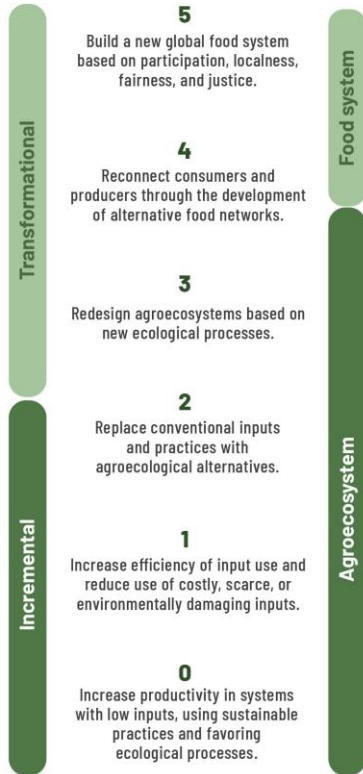 5
Build a new global food system
based on participation, localness,
fairness, and justice.
4
Reconnect consumers and
producers through the development
of alternative food networks.
3
Redesign agroecosystems based on
new ecological processes.
2
Replace conventional inputs
and practices with
agroecological alternatives.
1
Increase efficiency of input use and
reduce use of costly, scarce, or
environmentally damaging inputs.
0
Increase productivity in systems
with low inputs, using sustainable
practices and favoring
ecological processes.
Transformational
Incremental
Food system
Agroecosystem